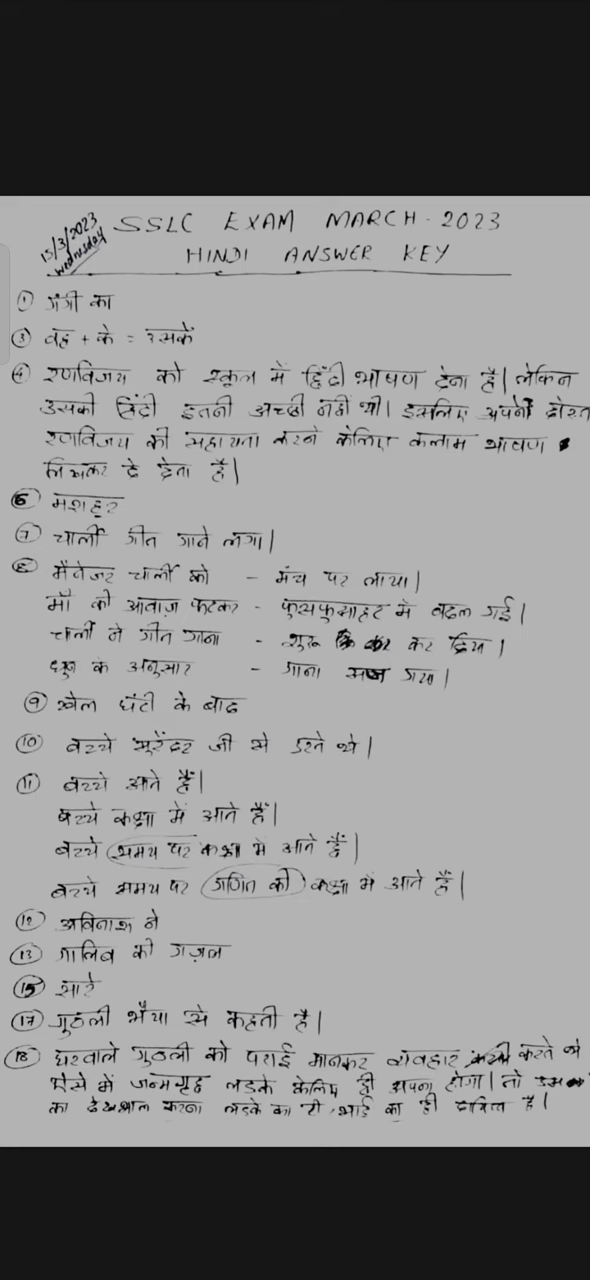 15/3/2023
Wednesday
SSLC EXAM MARCH - 2023
HINDI ANSWER KEY
① गंगी का
③ वह + के = उसके
④ रणविजय को स्कूल में हिंदी भाषण देना है। लेकिन
उसकी हिंदी इतनी अच्छी नहीं थी। इसलिए अपने दोस्त
रणविजय की सहायता करने केलिए कलाम भाषण
लिखकर दे देता है।
⑥ मशहूर
⑦ चार्ली गीत गाने लगा।
⑧ मैनेजर चार्ली को - मंच पर लाया।
माँ की आवाज़ फटकर - फुसफुसाहट में बदल गई।
चार्ली ने गीत गाना - शुरू कर दिया।
धुन के अनुसार - गाना सज गया।
⑨ खेल घंटी के बाद
⑩ बच्चे सुरेंदर जी से डरते थे।
⑪ बच्चे आते हैं।
बच्चे कक्षा में आते हैं।
बच्चे समय पर कक्षा में आते हैं।
बच्चे समय पर गणित की कक्षा में आते हैं।
⑫ अविनाश ने
⑬ गालिब की गज़ल
⑮ सारे
⑰ गुठली भैया से कहती है।
⑱ घरवाले गुठली को पराई मानकर व्यवहार करते थे
ऐसे में जन्मगृह लड़के केलिए ही अपना होगा। तो उस
का देखभाल करना लड़के का ही भाई का ही दायित्व है।